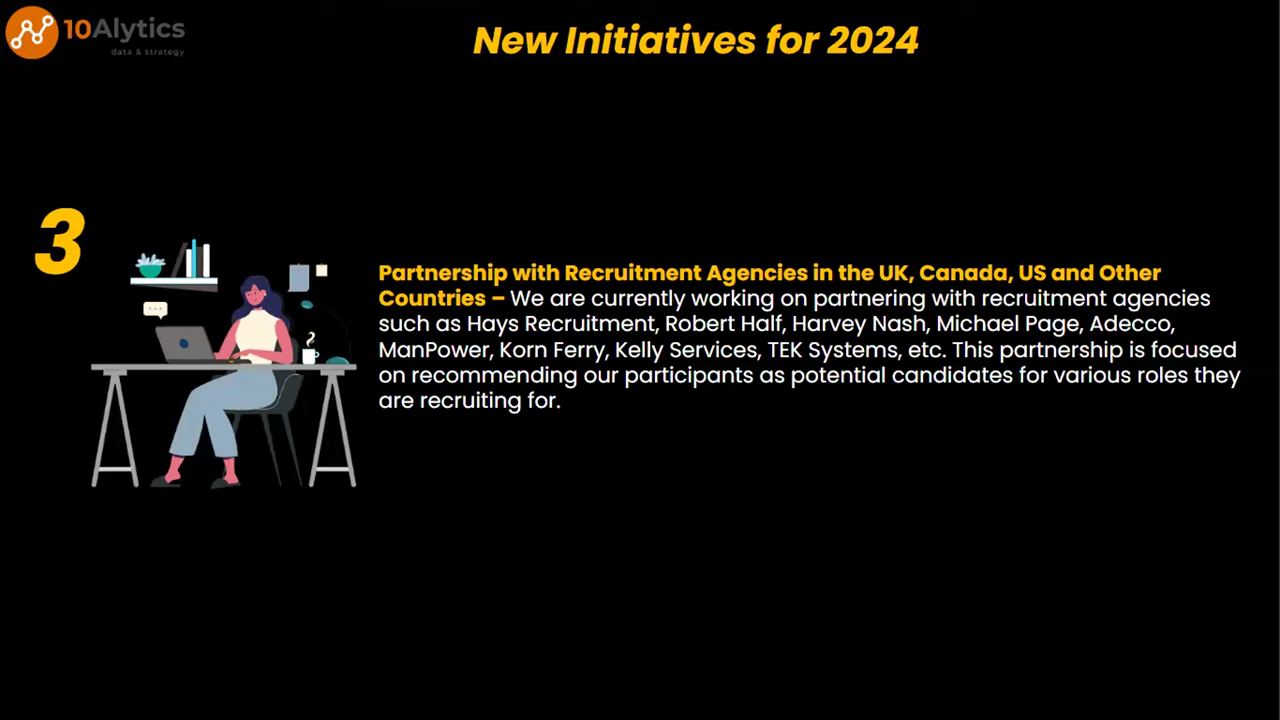 10Alytics
data & strategy
New Initiatives for 2024
3
Partnership with Recruitment Agencies in the UK, Canada, US and Other
Countries – We are currently working on partnering with recruitment agencies
such as Hays Recruitment, Robert Half, Harvey Nash, Michael Page, Adecco,
ManPower, Korn Ferry, Kelly Services, TEK Systems, etc. This partnership is focused
on recommending our participants as potential candidates for various roles they
are recruiting for.